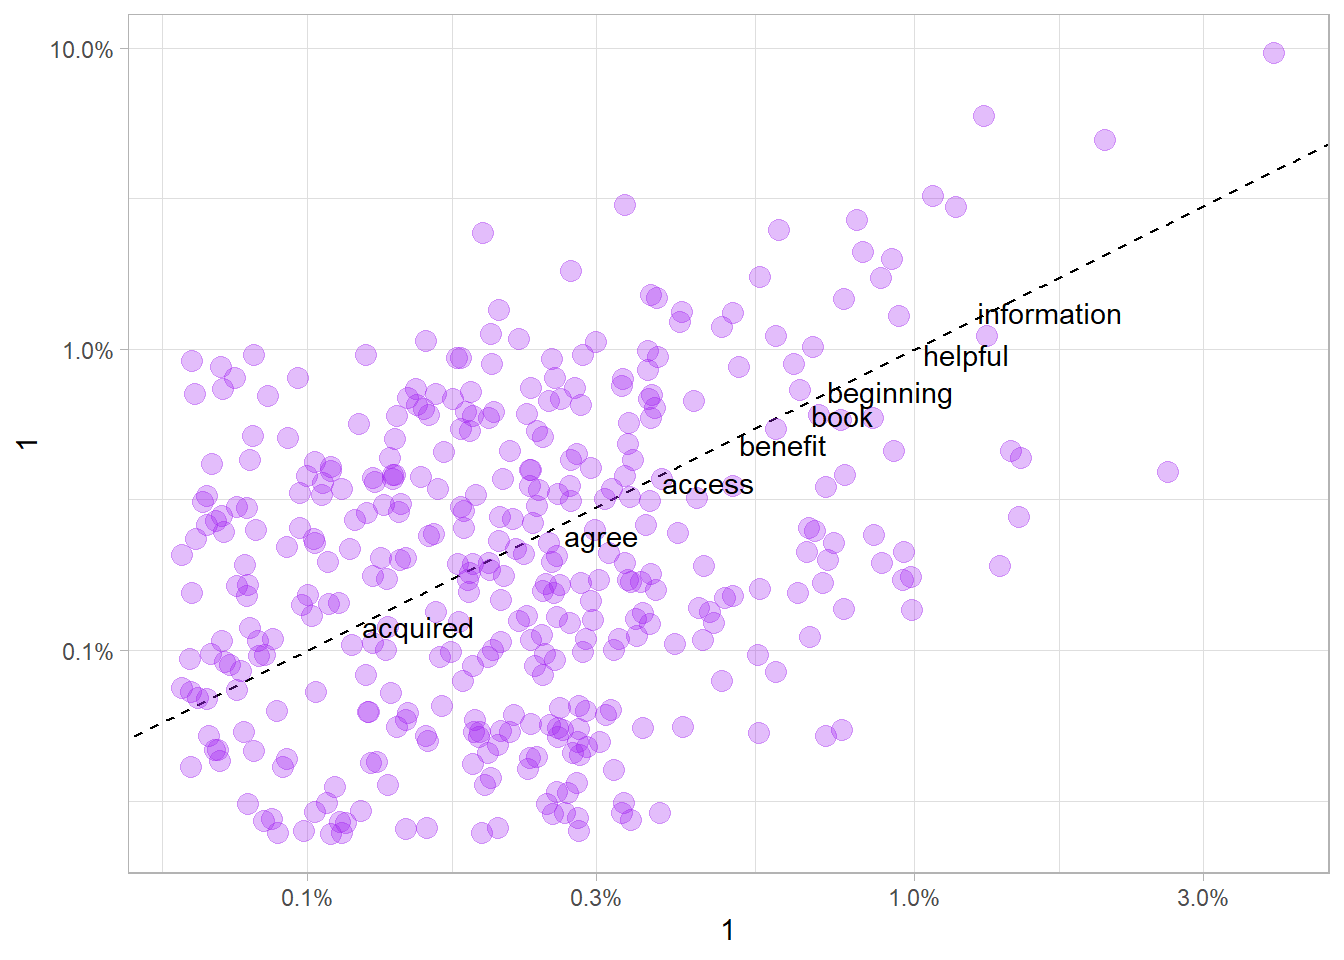 10.0%
1.0%
0.1%
1
information
helpful
beginning
book
benefit
access
agree
acquired
0.1%
0.3%
1.0%
3.0%
1